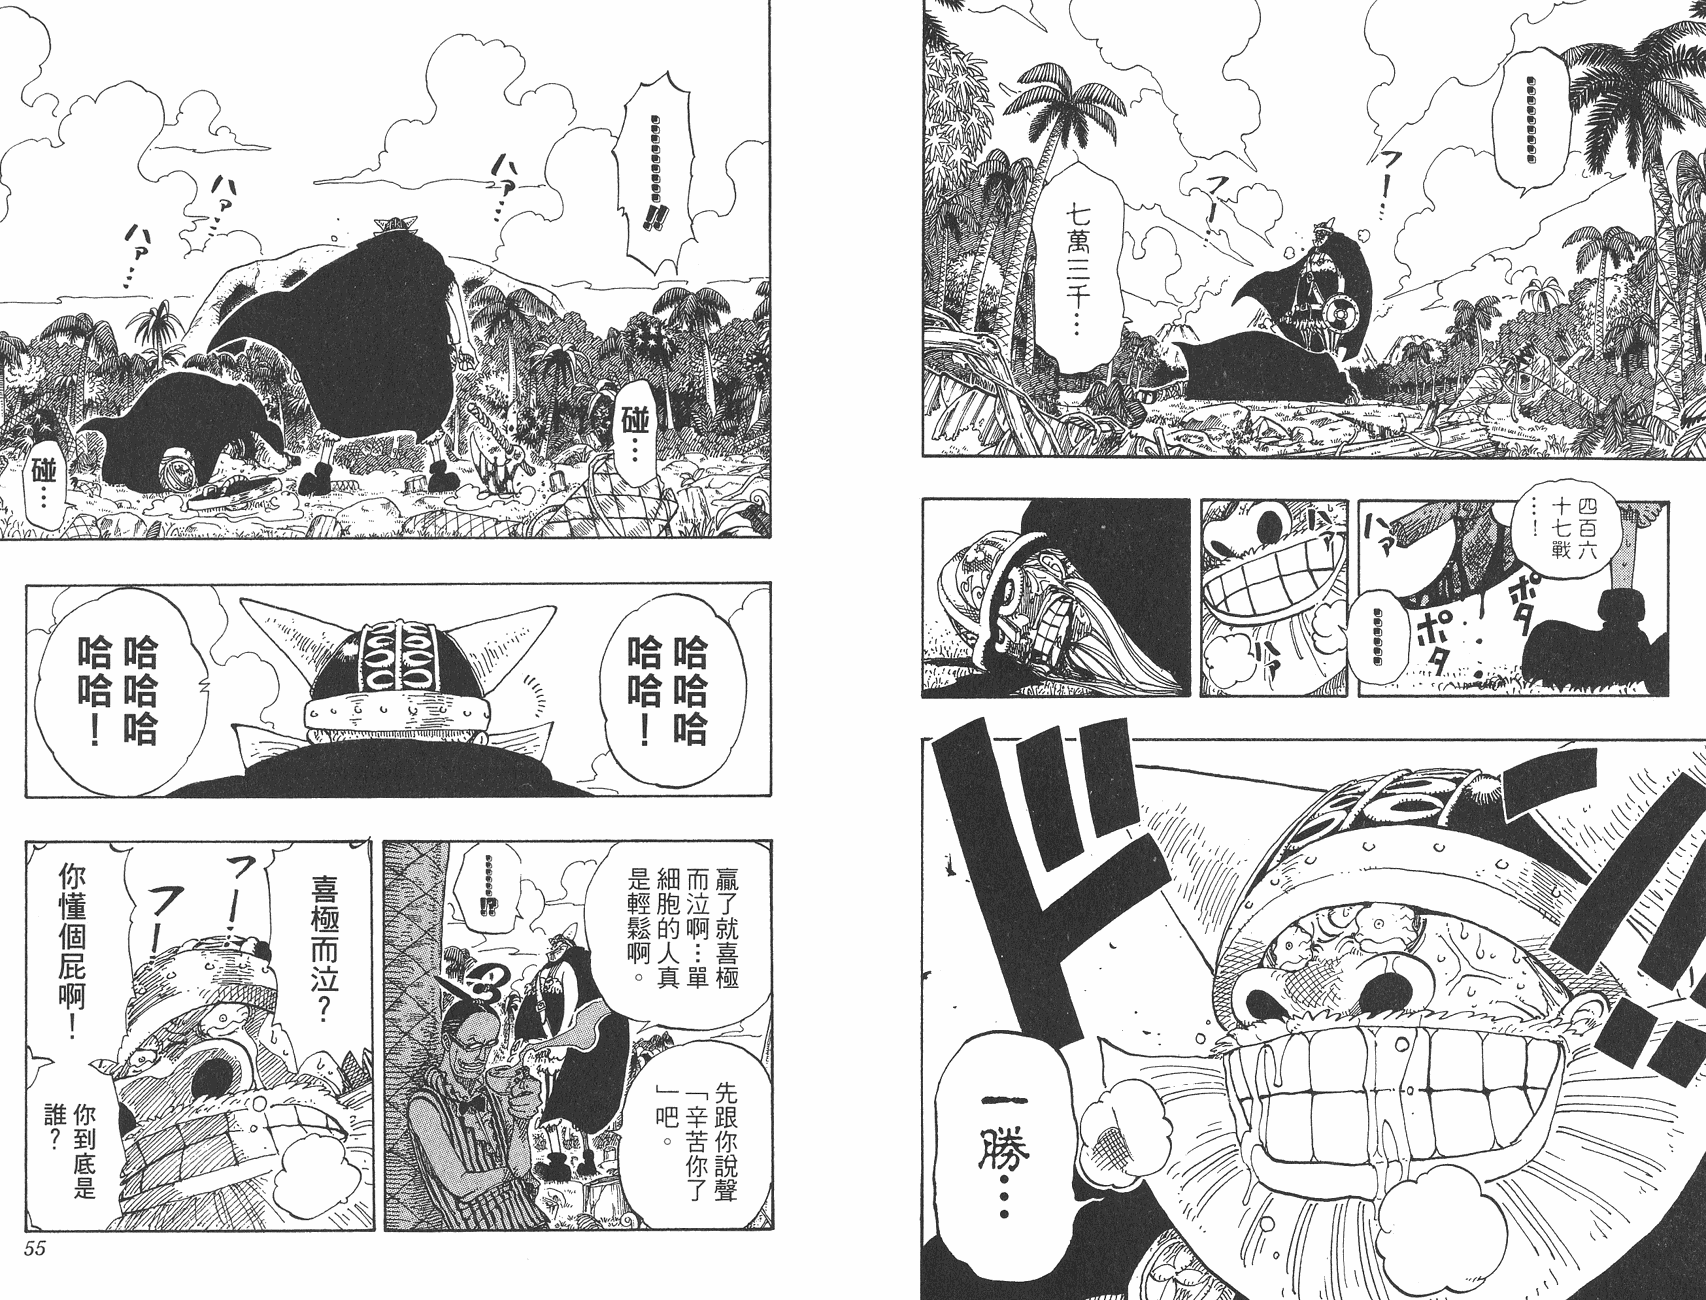 …………
フー…
フー…
七萬三千…
四百六
十七戰
…！
ポタ
ポタ
………
ハァ
ハァ
ハァ
ド!!
一勝…
…………!!
ハァ…
ハァ…
ハァ…
碰…
碰…
哈哈哈
哈哈！
哈哈哈
哈哈！
贏了就喜極
而泣啊…單
細胞的人真
是輕鬆啊。
………!?
3
先跟你說聲
「辛苦你了
」吧。
喜極而泣？
フー…
フー
你懂個屁啊！
你到底是
誰？
55